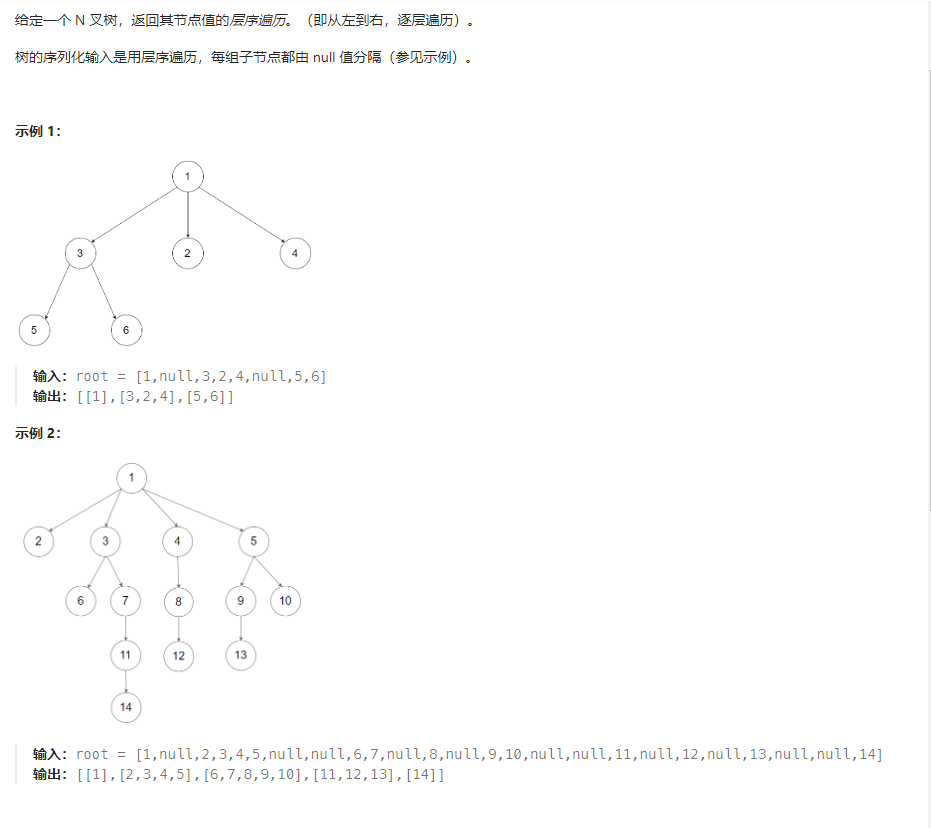 给定一个 N 叉树，返回其节点值的层序遍历。（即从左到右，逐层遍历）。
树的序列化输入是用层序遍历，每组子节点都由 null 值分隔（参见示例）。
示例 1：
1
3 2 4
5 6
输入：root = [1,null,3,2,4,null,5,6]
输出：[[1],[3,2,4],[5,6]]
示例 2：
1
2 3 4 5
6 7 8 9 10
11 12 13
14
输入：root = [1,null,2,3,4,5,null,null,6,7,null,8,null,9,10,null,null,11,null,12,null,13,null,null,14]
输出：[[1],[2,3,4,5],[6,7,8,9,10],[11,12,13],[14]]